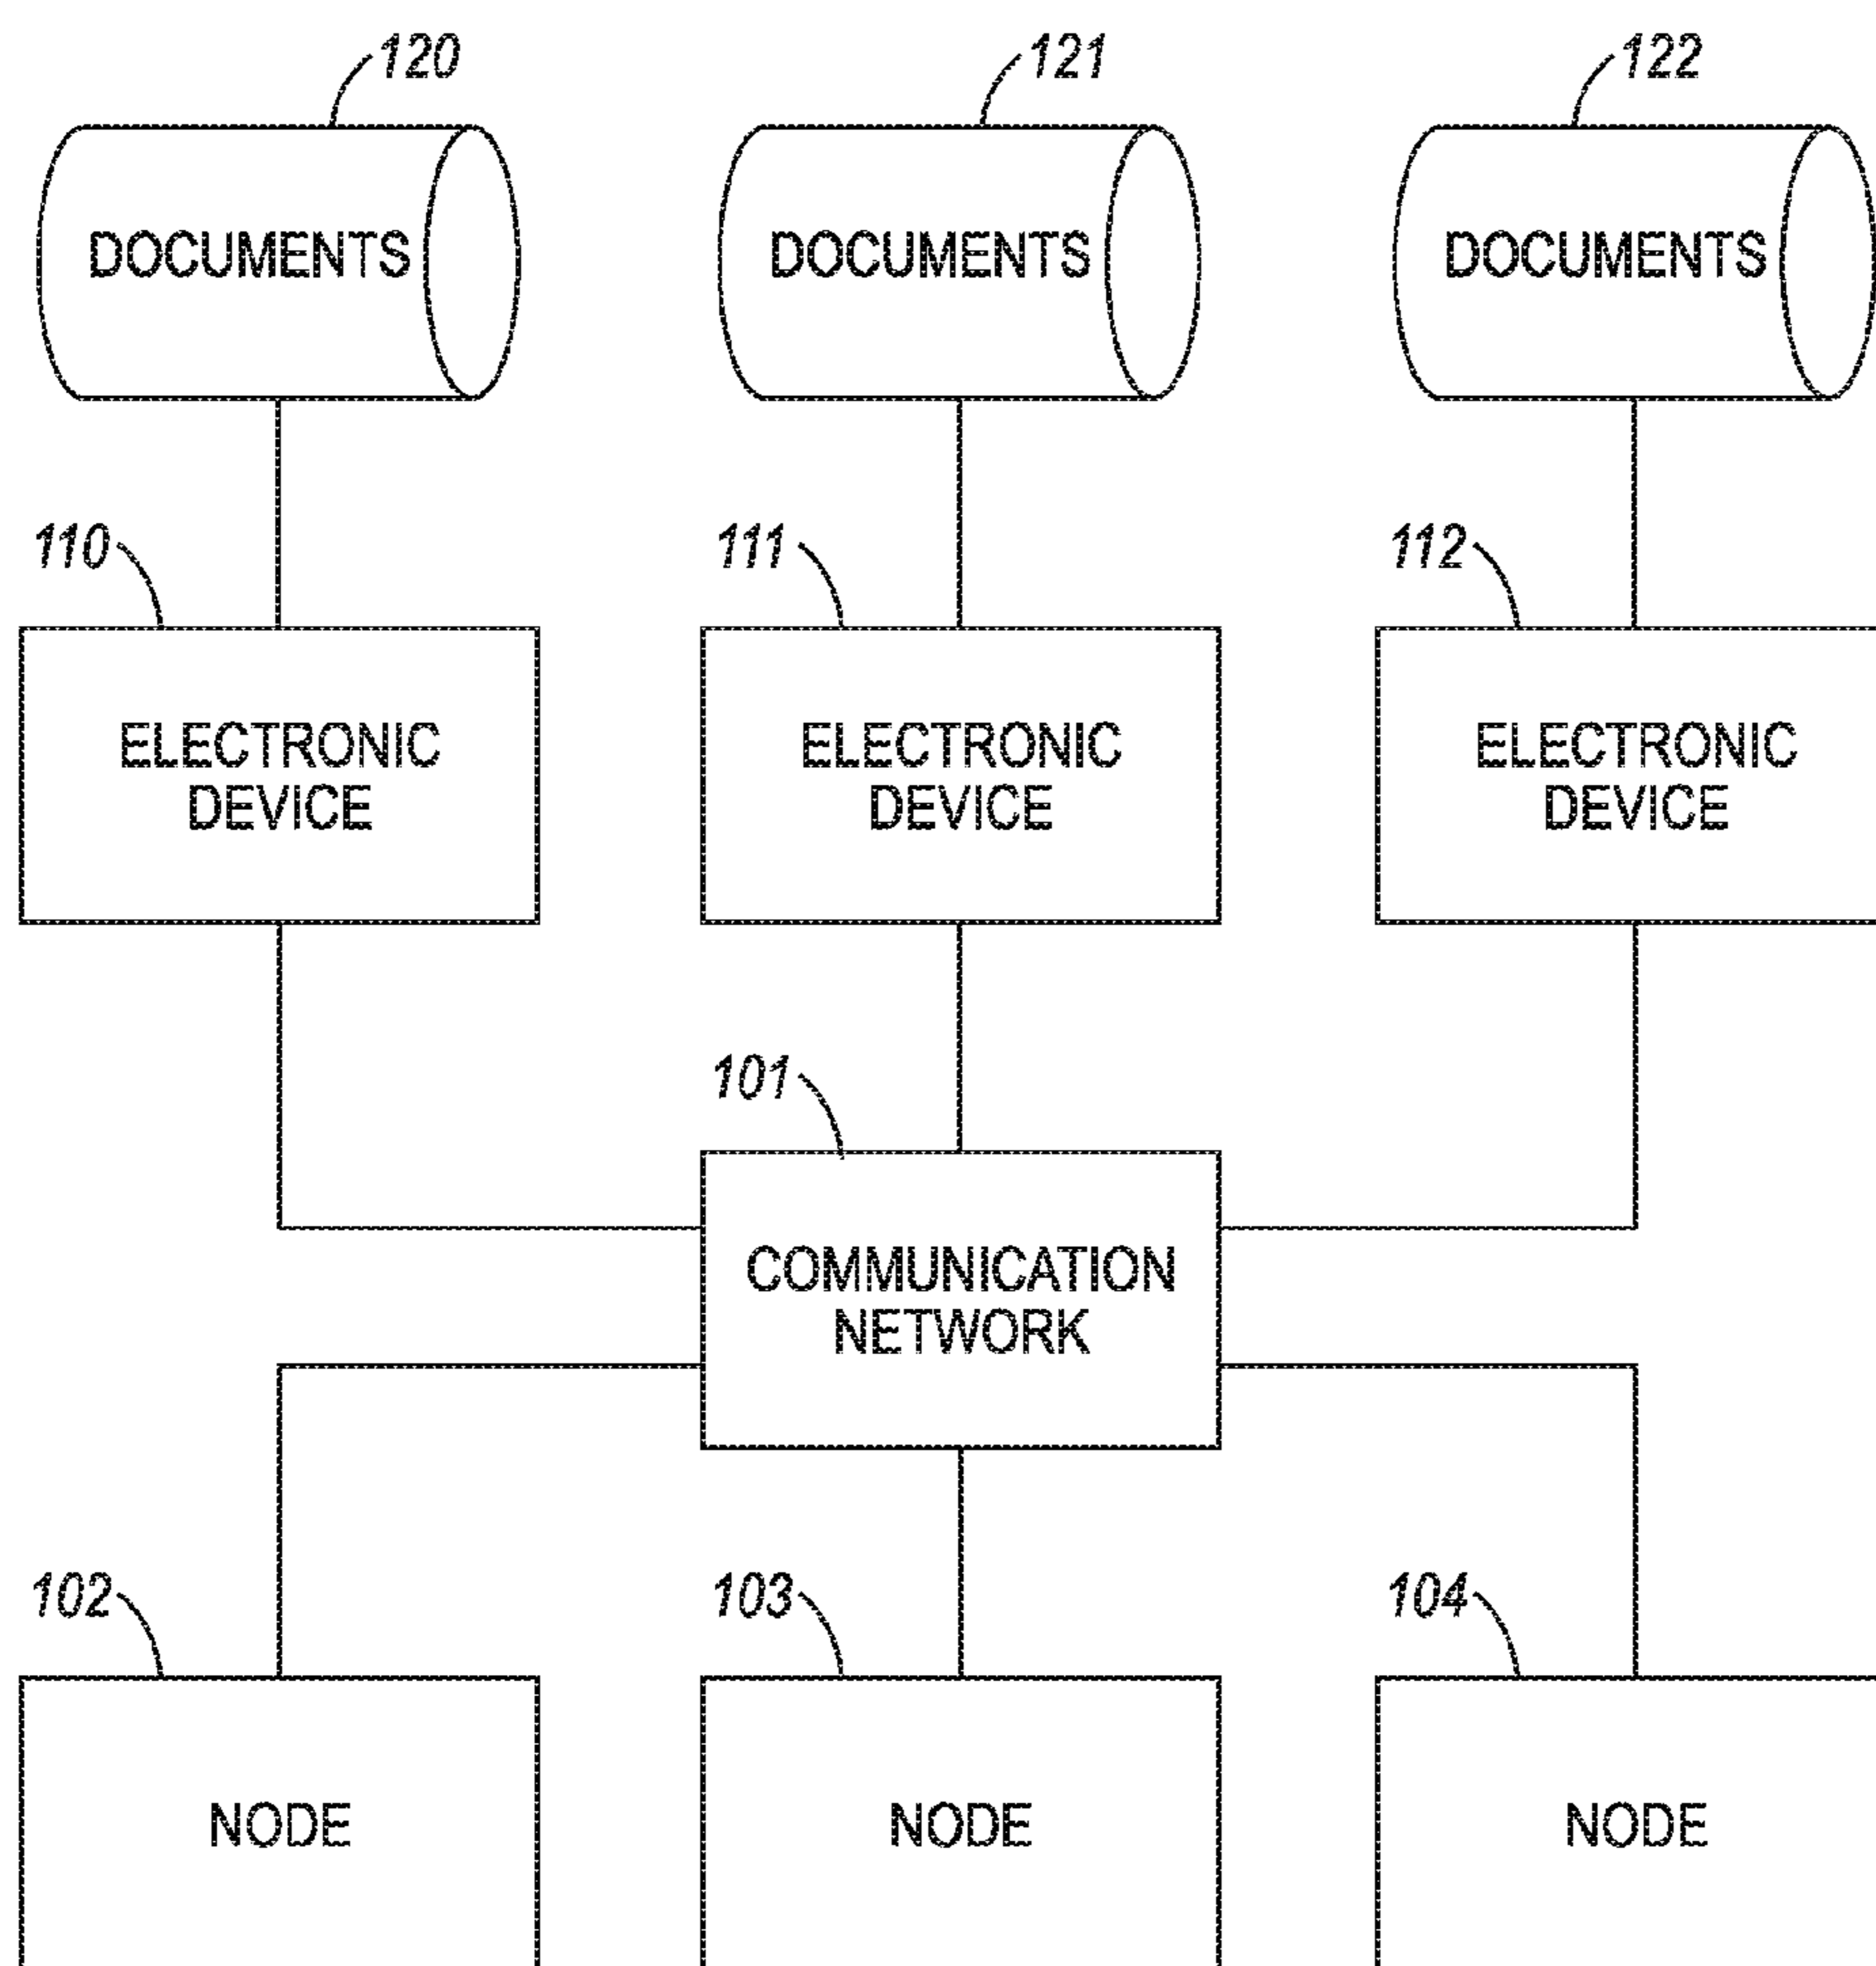 120 121 122
DOCUMENTS DOCUMENTS DOCUMENTS
110 111 112
ELECTRONIC
DEVICE
ELECTRONIC
DEVICE
ELECTRONIC
DEVICE
101
COMMUNICATION
NETWORK
102 103 104
NODE NODE NODE